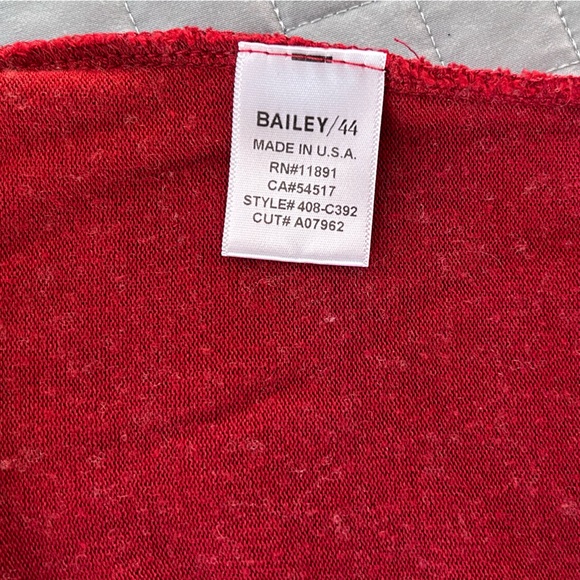 BAILEY/44
MADE IN U.S.A.
RN#11891
CA#54517
STYLE# 408-C392
CUT# A07962